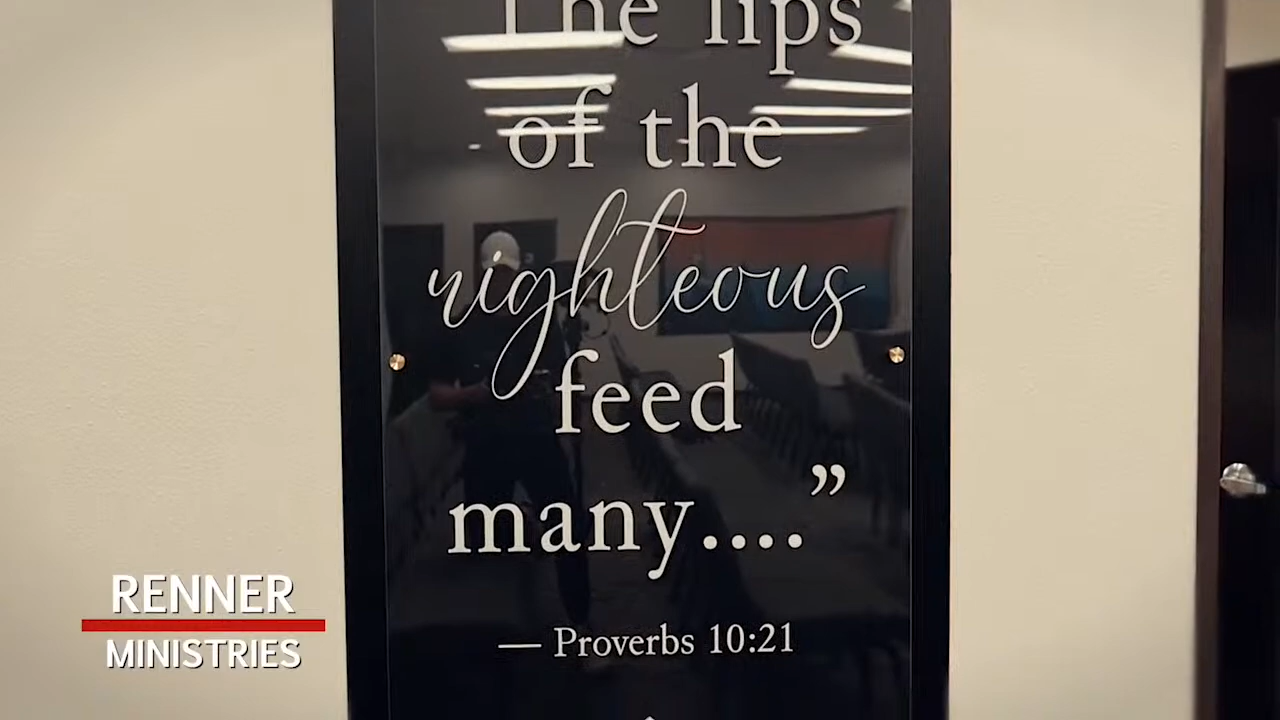 The lips
of the
righteous
feed
many....”
— Proverbs 10:21
RENNER
MINISTRIES